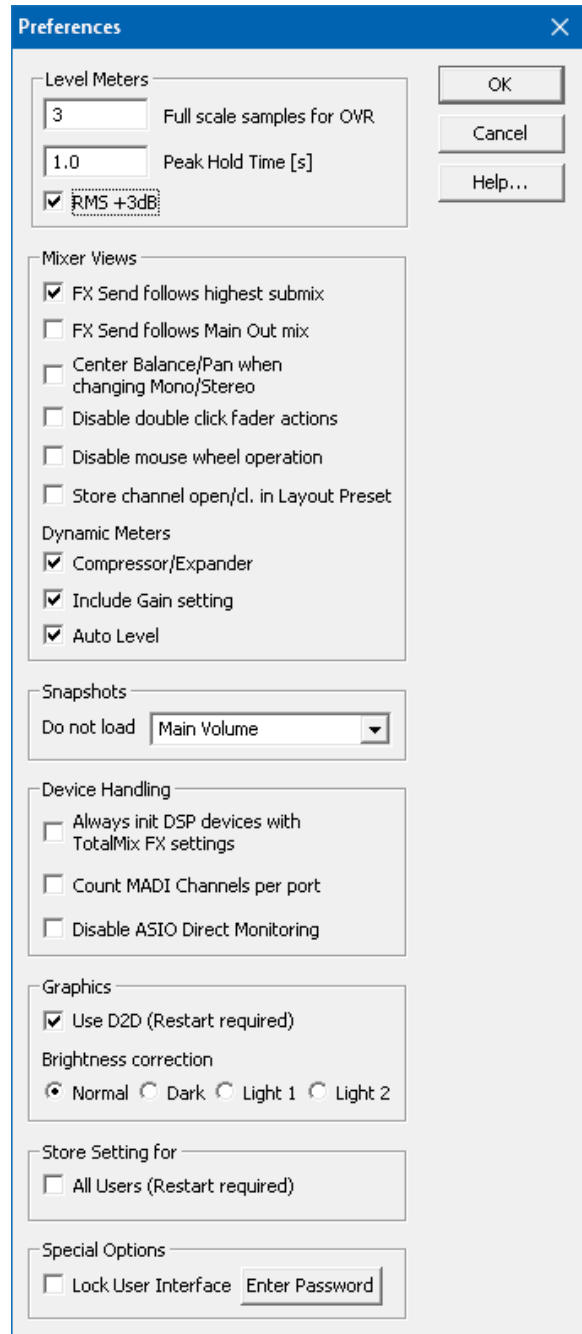 Preferences
Level Meters
3 Full scale samples for OVR
1.0 Peak Hold Time [s]
RMS +3dB
OK
Cancel
Help...
Mixer Views
FX Send follows highest submix
FX Send follows Main Out mix
Center Balance/Pan when
changing Mono/Stereo
Disable double click fader actions
Disable mouse wheel operation
Store channel open/cl. in Layout Preset
Dynamic Meters
Compressor/Expander
Include Gain setting
Auto Level
Snapshots
Do not load Main Volume
Device Handling
Always init DSP devices with
TotalMix FX settings
Count MADI Channels per port
Disable ASIO Direct Monitoring
Graphics
Use D2D (Restart required)
Brightness correction
Normal Dark Light 1 Light 2
Store Setting for
All Users (Restart required)
Special Options
Lock User Interface Enter Password